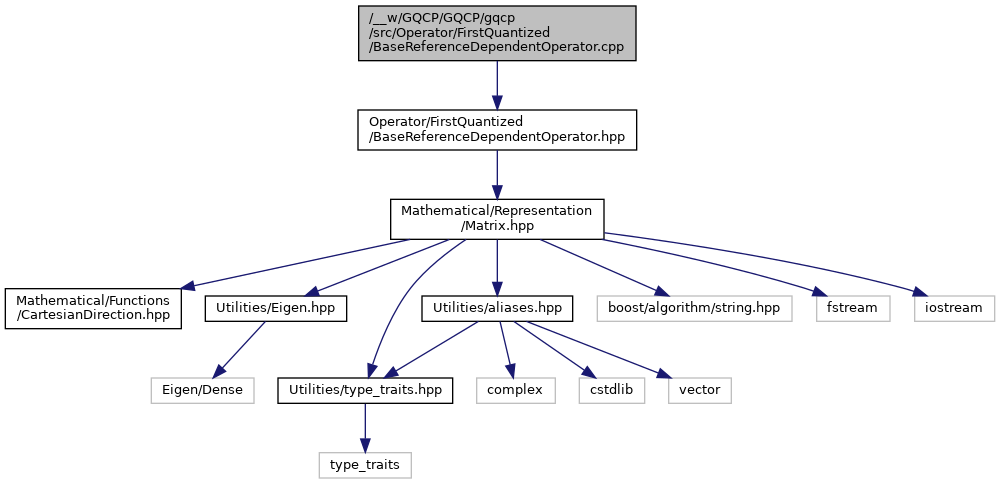 /__w/GQCP/GQCP/gqcp
/src/Operator/FirstQuantized
/BaseReferenceDependentOperator.cpp
Operator/FirstQuantized
/BaseReferenceDependentOperator.hpp
Mathematical/Representation
/Matrix.hpp
Mathematical/Functions
/CartesianDirection.hpp
Utilities/Eigen.hpp
Utilities/aliases.hpp
boost/algorithm/string.hpp
fstream
iostream
Eigen/Dense
Utilities/type_traits.hpp
complex
cstdlib
vector
type_traits